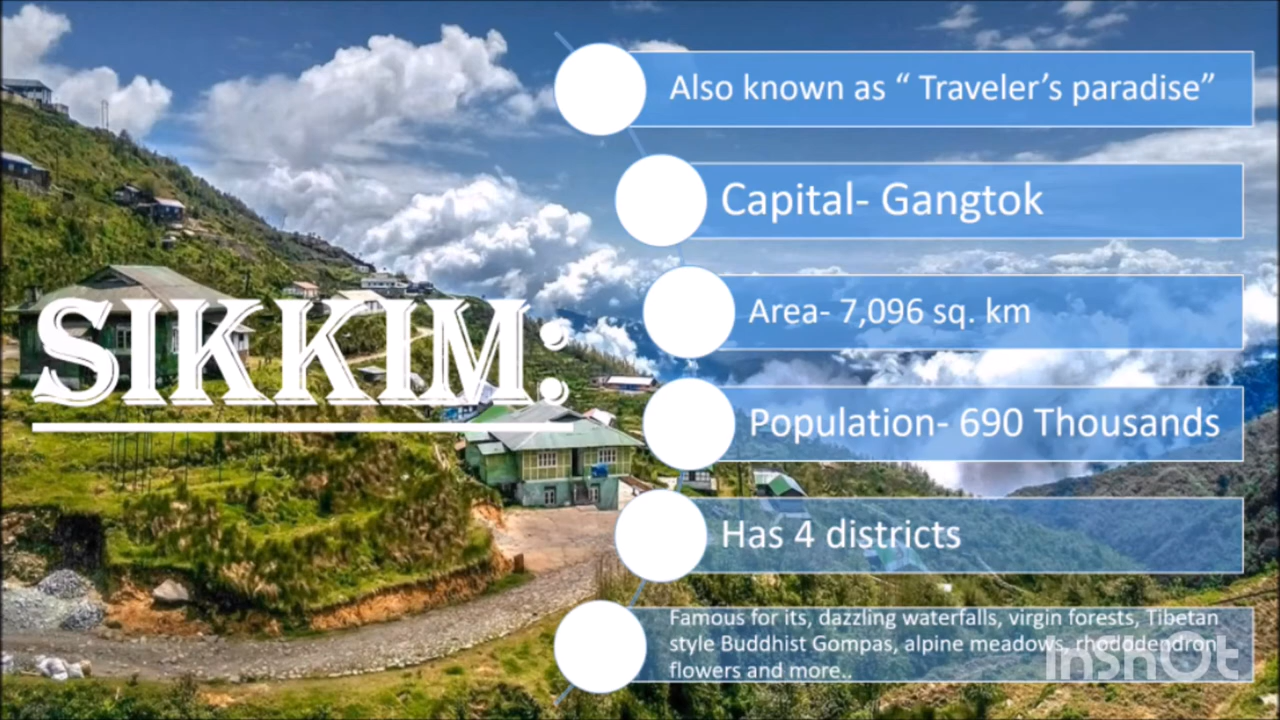 SIKKIM:
Also known as “ Traveler’s paradise”
Capital- Gangtok
Area- 7,096 sq. km
Population- 690 Thousands
Has 4 districts
Famous for its, dazzling waterfalls, virgin forests, Tibetan
style Buddhist Gompas, alpine meadows, rhododendron
flowers and more..
InShOt